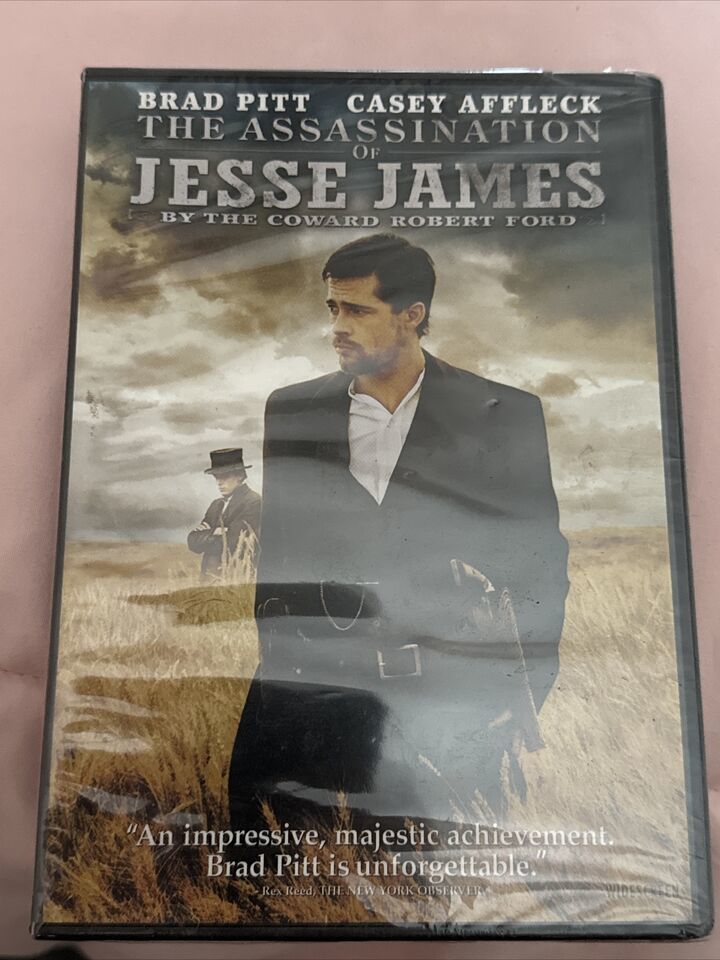 BRAD PITT CASEY AFFLECK
THE ASSASSINATION
OF
JESSE JAMES
BY THE COWARD ROBERT FORD
"An impressive, majestic achievement.
Brad Pitt is unforgettable."
- Rex Reed, THE NEW YORK OBSERVER
WIDESCREEN